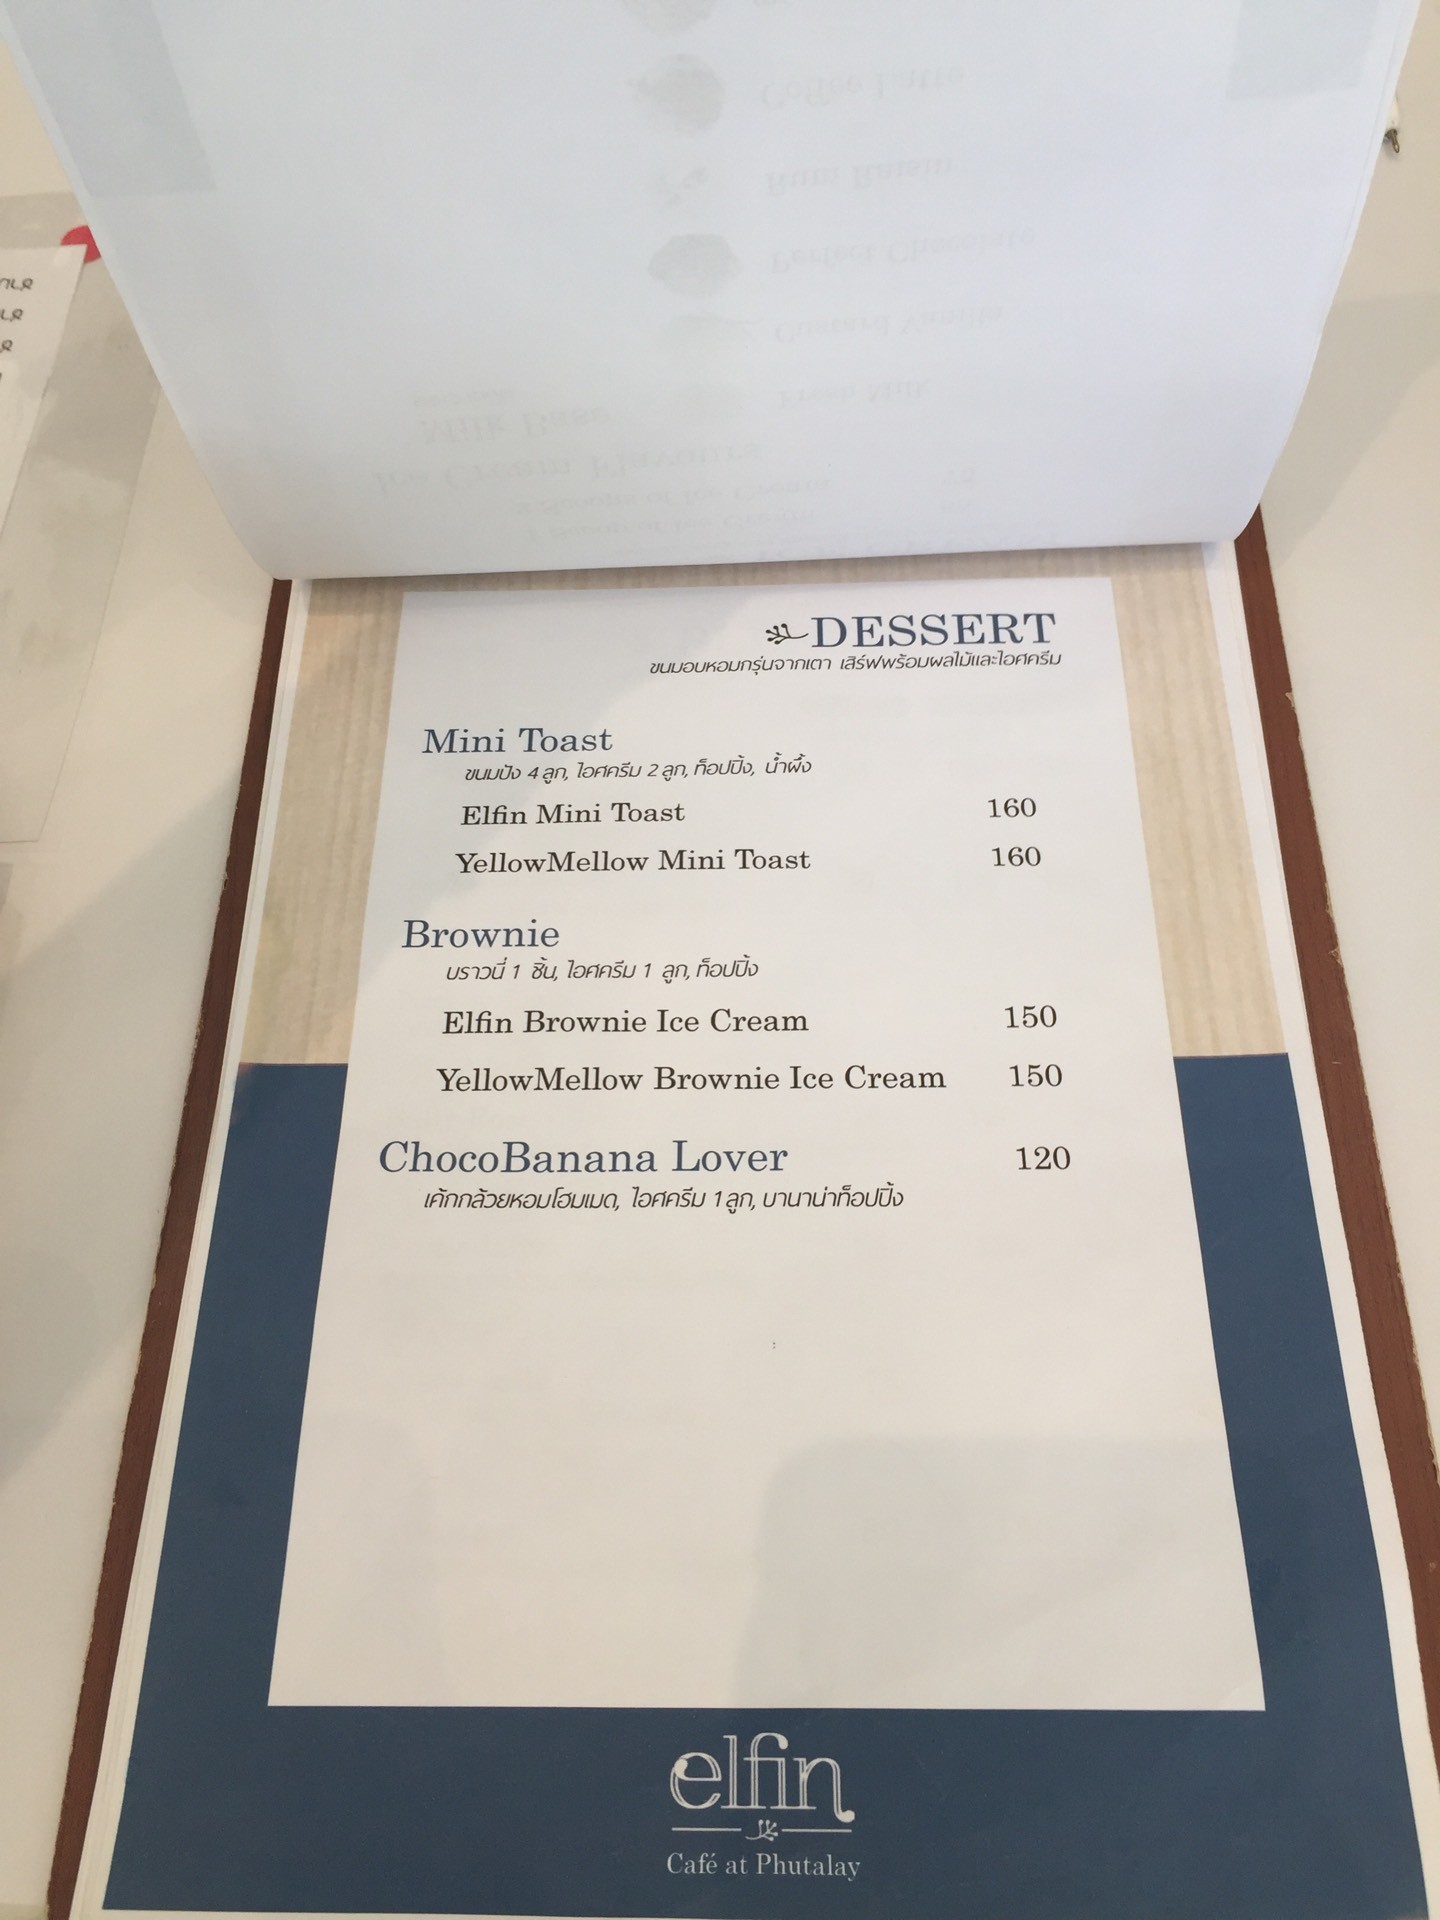 DESSERT
ขนมอบหอมกรุ่นจากเตา เสิร์ฟพร้อมผลไม้และไอศครีม
Mini Toast
ขนมปัง 4 ลูก, ไอศครีม 2 ลูก, ท็อปปิ้ง, น้ำผึ้ง
Elfin Mini Toast 160
YellowMellow Mini Toast 160
Brownie
บราวนี่ 1 ชิ้น, ไอศครีม 1 ลูก, ท็อปปิ้ง
Elfin Brownie Ice Cream 150
YellowMellow Brownie Ice Cream 150
ChocoBanana Lover 120
เค้กกล้วยหอมโฮมเมด, ไอศครีม 1 ลูก, บานาน่าท็อปปิ้ง
elfin
Café at Phutalay